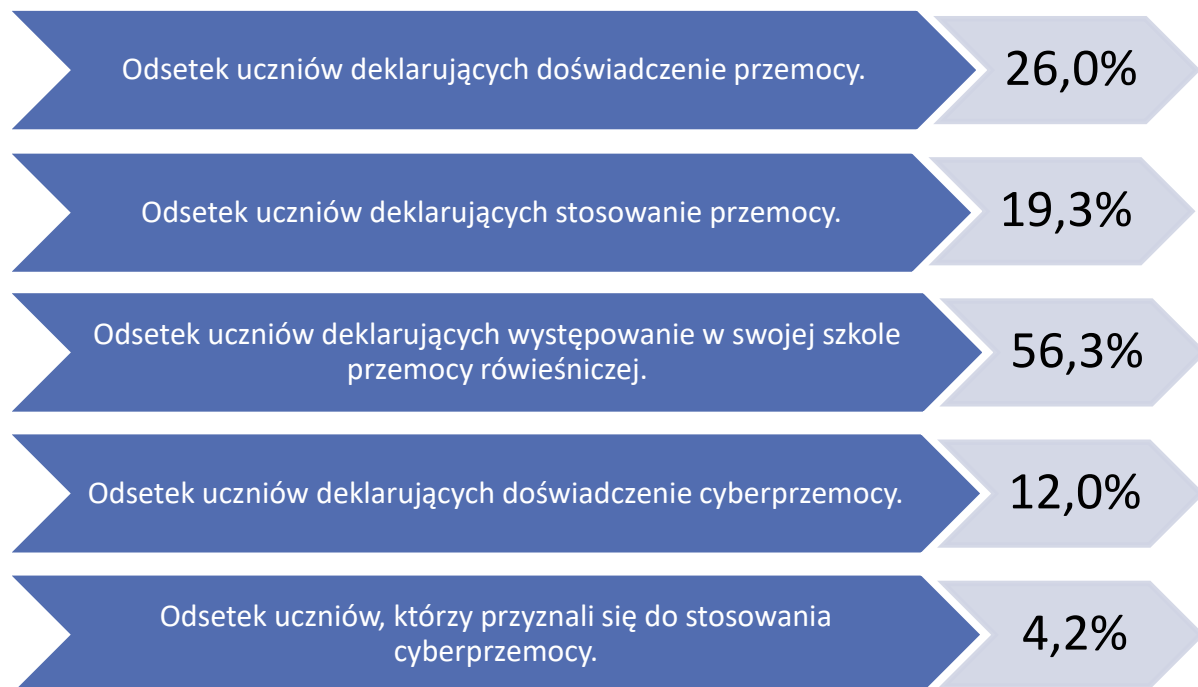 Odsetek uczniów deklarujących doświadczenie przemocy.
26,0%
Odsetek uczniów deklarujących stosowanie przemocy.
19,3%
Odsetek uczniów deklarujących występowanie w swojej szkole
przemocy rówieśniczej.
56,3%
Odsetek uczniów deklarujących doświadczenie cyberprzemocy.
12,0%
Odsetek uczniów, którzy przyznali się do stosowania
cyberprzemocy.
4,2%